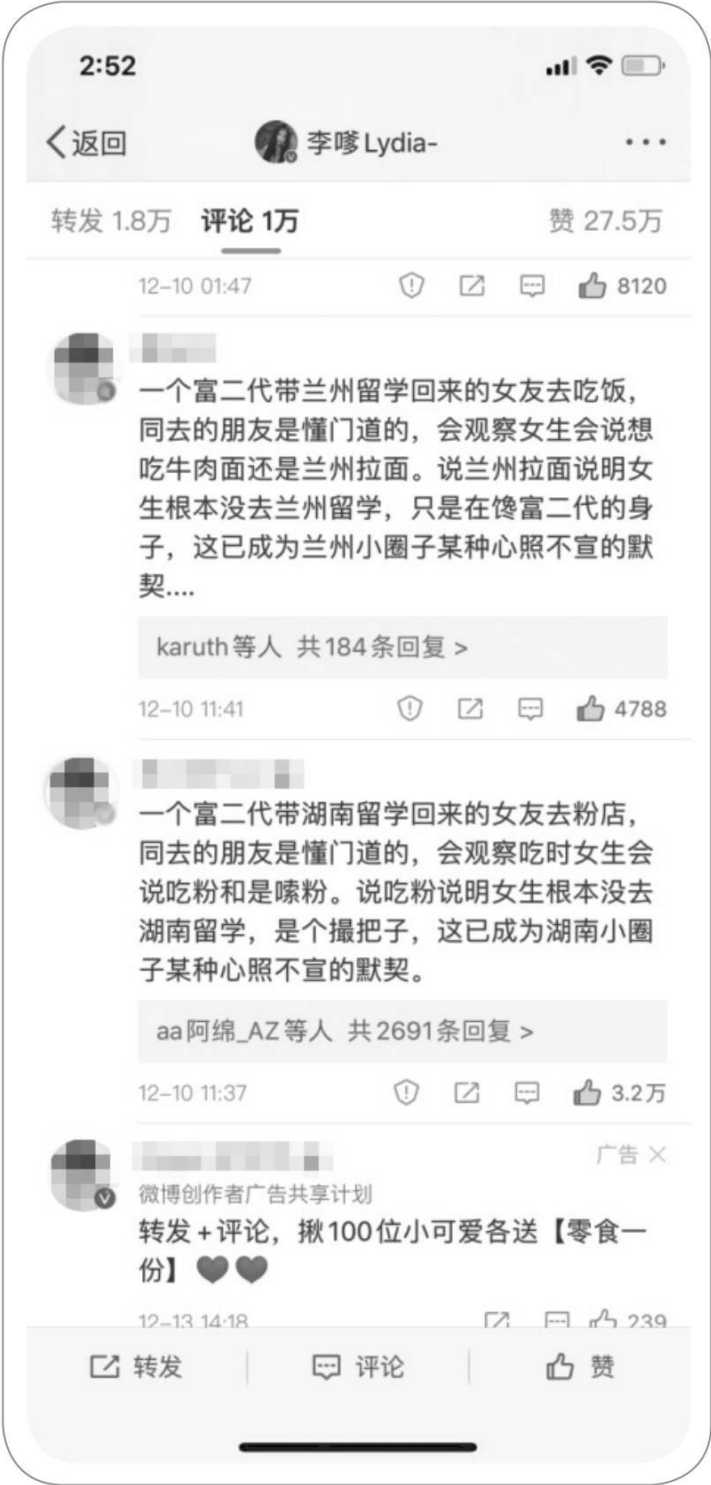 2:52
返回
李嗲Lydia-
转发 1.8万 评论 1万 赞 27.5万
12-10 01:47 8120
一个富二代带兰州留学回来的女友去吃饭，
同去的朋友是懂门道的，会观察女生会说想
吃牛肉面还是兰州拉面。说兰州拉面说明女
生根本没去兰州留学，只是在馋富二代的身
子，这已成为兰州小圈子某种心照不宣的默
契....
karuth等人 共184条回复 >
12-10 11:41 4788
一个富二代带湖南留学回来的女友去粉店，
同去的朋友是懂门道的，会观察吃时女生会
说吃粉和是嗦粉。说吃粉说明女生根本没去
湖南留学，是个撮把子，这已成为湖南小圈
子某种心照不宣的默契。
aa阿绵_AZ等人 共2691条回复 >
12-10 11:37 3.2万
广告
微博创作者广告共享计划
转发+评论，揪100位小可爱各送【零食一
份】
12-13 14:18 239
转发 评论 赞